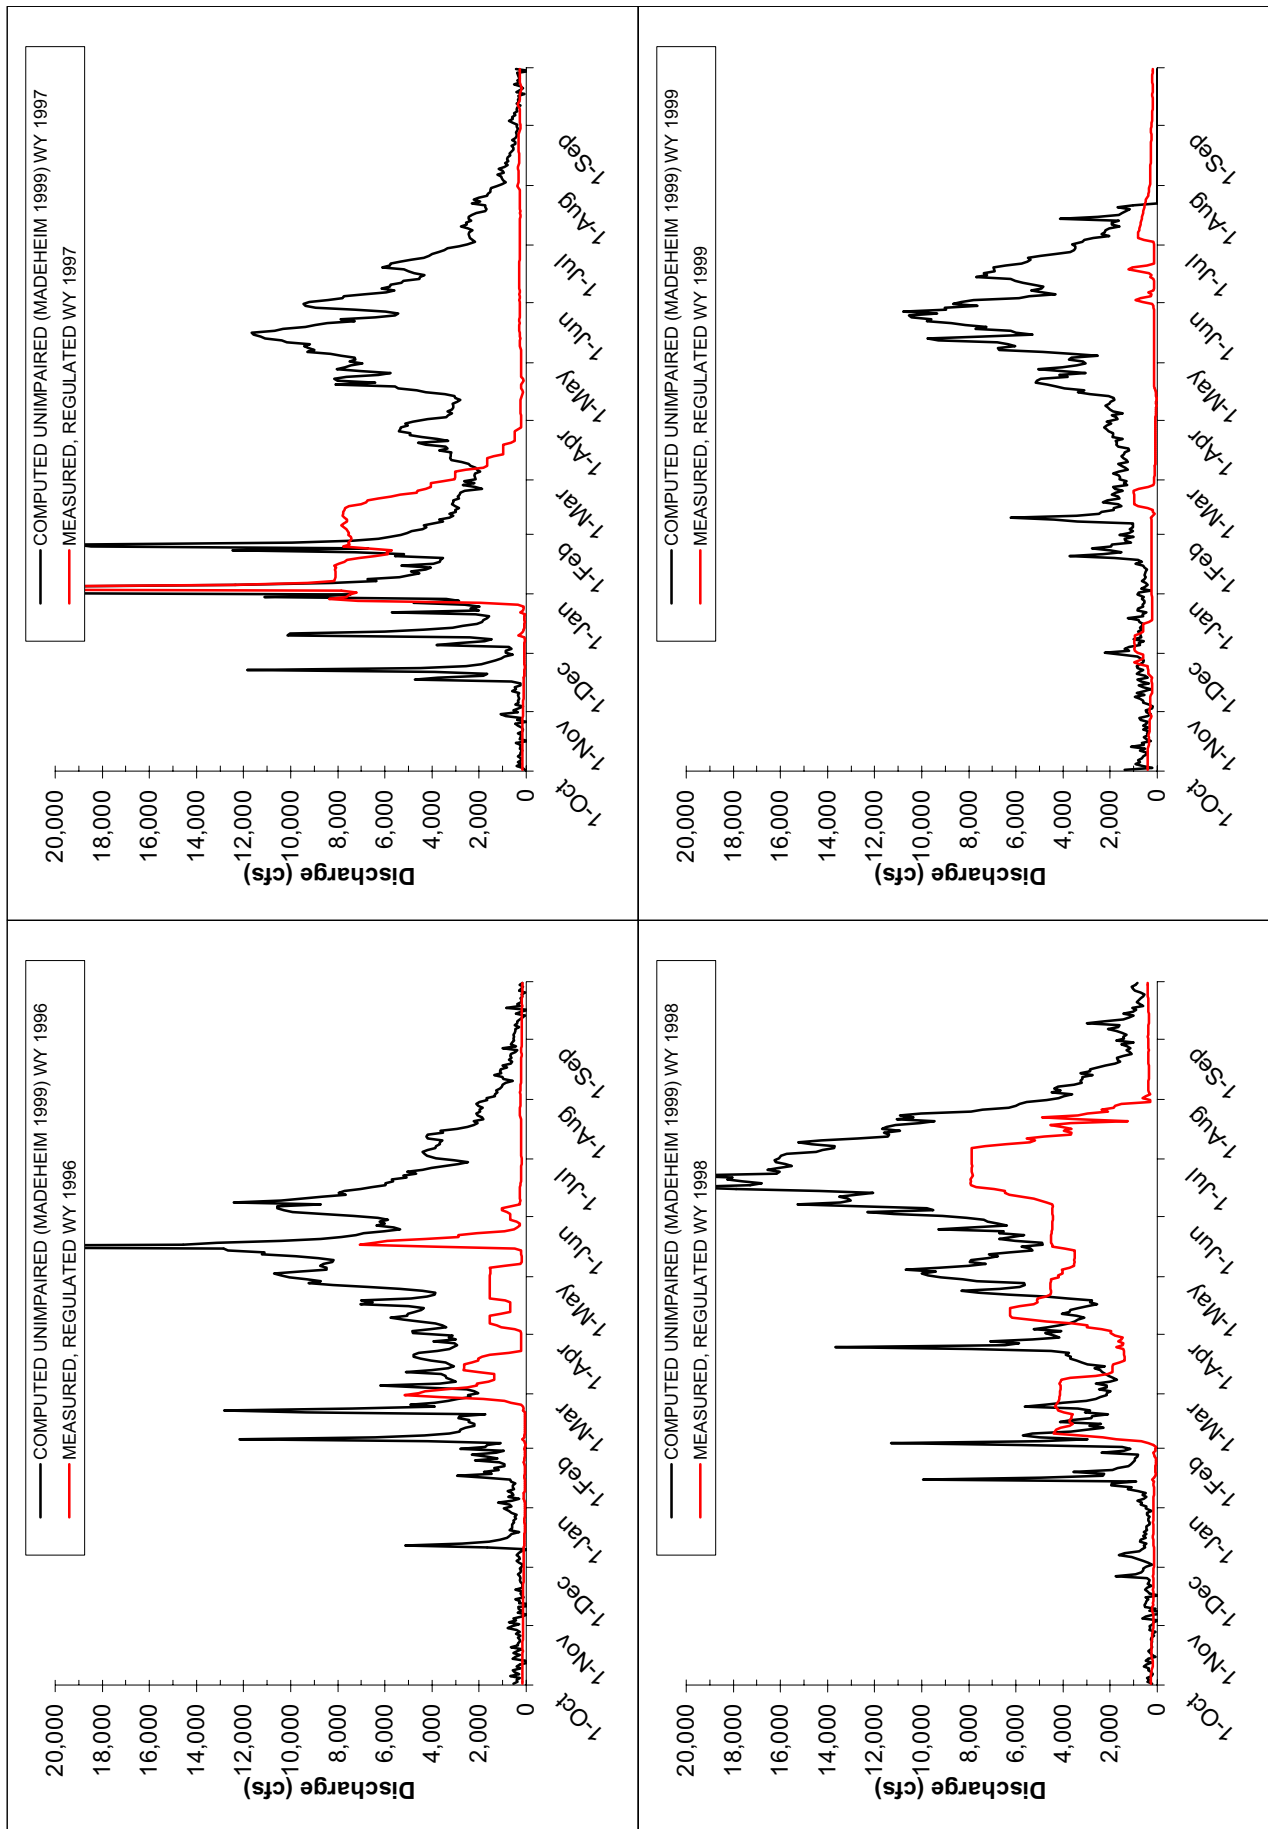 COMPUTED UNIMPAIRED (MADEHEIM 1999) WY 1996
MEASURED, REGULATED WY 1996
Discharge (cfs)
20,000
18,000
16,000
14,000
12,000
10,000
8,000
6,000
4,000
2,000
0
1-Oct
1-Nov
1-Dec
1-Jan
1-Feb
1-Mar
1-Apr
1-May
1-Jun
1-Jul
1-Aug
1-Sep
COMPUTED UNIMPAIRED (MADEHEIM 1999) WY 1997
MEASURED, REGULATED WY 1997
Discharge (cfs)
20,000
18,000
16,000
14,000
12,000
10,000
8,000
6,000
4,000
2,000
0
1-Oct
1-Nov
1-Dec
1-Jan
1-Feb
1-Mar
1-Apr
1-May
1-Jun
1-Jul
1-Aug
1-Sep
COMPUTED UNIMPAIRED (MADEHEIM 1999) WY 1998
MEASURED, REGULATED WY 1998
Discharge (cfs)
20,000
18,000
16,000
14,000
12,000
10,000
8,000
6,000
4,000
2,000
0
1-Oct
1-Nov
1-Dec
1-Jan
1-Feb
1-Mar
1-Apr
1-May
1-Jun
1-Jul
1-Aug
1-Sep
COMPUTED UNIMPAIRED (MADEHEIM 1999) WY 1999
MEASURED, REGULATED WY 1999
Discharge (cfs)
20,000
18,000
16,000
14,000
12,000
10,000
8,000
6,000
4,000
2,000
0
1-Oct
1-Nov
1-Dec
1-Jan
1-Feb
1-Mar
1-Apr
1-May
1-Jun
1-Jul
1-Aug
1-Sep